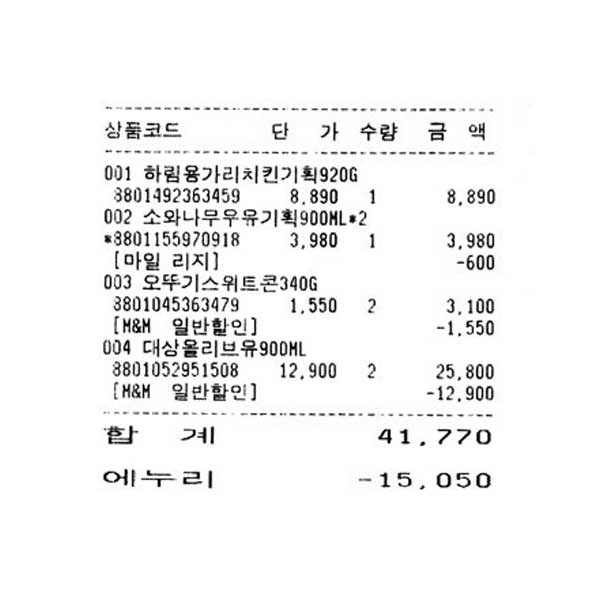 상품코드 단 가 수량 금 액
001 하림용가리치킨기획920G
8801492363459 8,890 1 8,890
002 소와나무우유기획900ML*2
*8801155970918 3,980 1 3,980
[마일 리지] -600
003 오뚜기스위트콘340G
8801045363479 1,550 2 3,100
[M&M 일반할인] -1,550
004 대상올리브유900ML
8801052951508 12,900 2 25,800
[M&M 일반할인] -12,900
합 계 41,770
에누리 -15,050